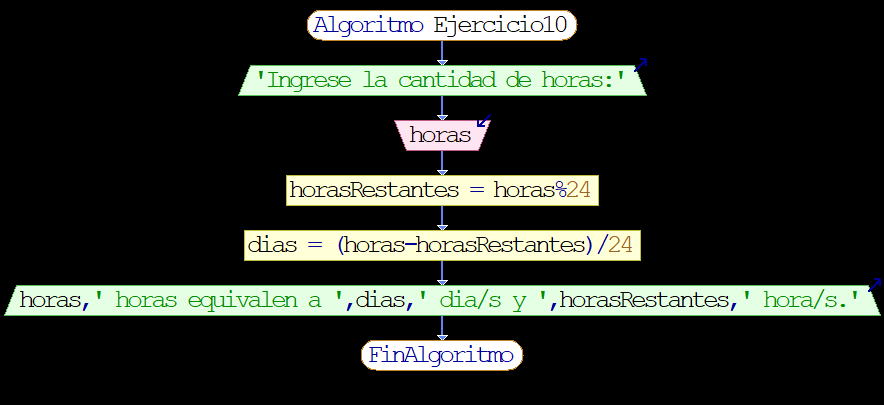 Algoritmo Ejercicio10
'Ingrese la cantidad de horas:'
horas
horasRestantes = horas%24
dias = (horas-horasRestantes)/24
horas,' horas equivalen a ',dias,' dia/s y ',horasRestantes,' hora/s.'
FinAlgoritmo